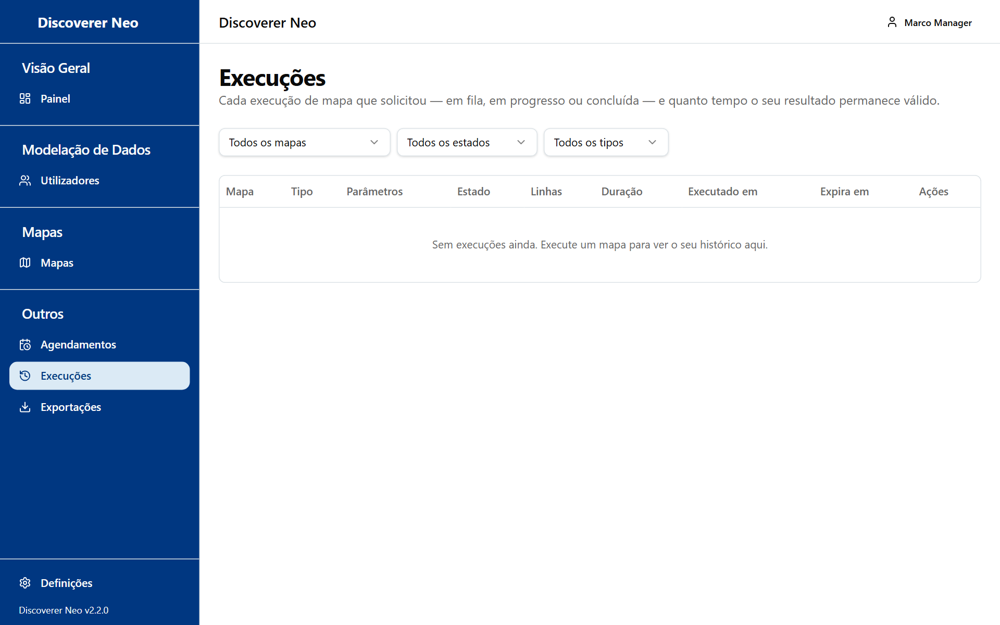 Discoverer Neo
Discoverer Neo
Marco Manager
Visão Geral
Painel
Modelação de Dados
Utilizadores
Mapas
Mapas
Outros
Agendamentos
Execuções
Exportações
Definições
Discoverer Neo v2.2.0
Execuções
Cada execução de mapa que solicitou — em fila, em progresso ou concluída — e quanto tempo o seu resultado permanece válido.
Todos os mapas
Todos os estados
Todos os tipos
Mapa Tipo Parâmetros Estado Linhas Duração Executado em Expira em Ações
Sem execuções ainda. Execute um mapa para ver o seu histórico aqui.